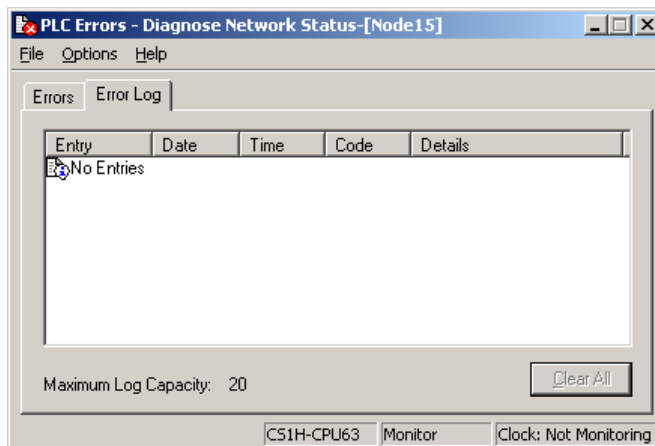 PLC Errors - Diagnose Network Status-[Node15]
File Options Help
Errors Error Log
Entry Date Time Code Details
No Entries
Maximum Log Capacity: 20
Clear All
CS1H-CPU63 Monitor Clock: Not Monitoring